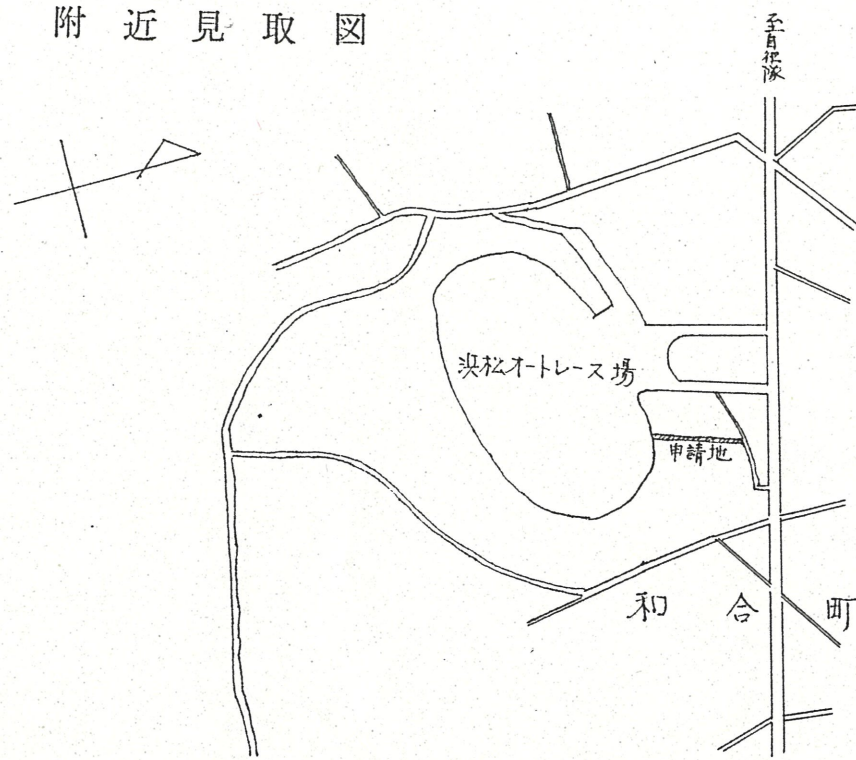 附近見取図
至自衛隊
浜松オートレース場
申請地
和合町